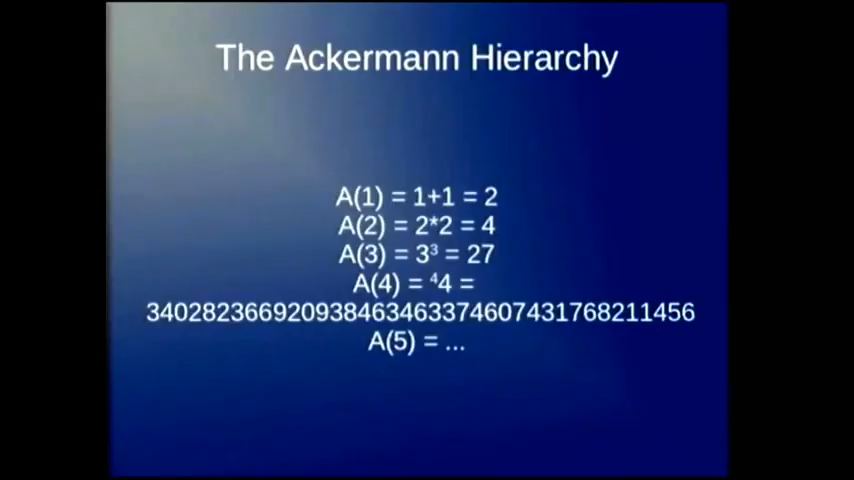 The Ackermann Hierarchy
A(1) = 1+1 = 2
A(2) = 2*2 = 4
A(3) = 3³ = 27
A(4) = ⁴4 =
340282366920938463463374607431768211456
A(5) = ...